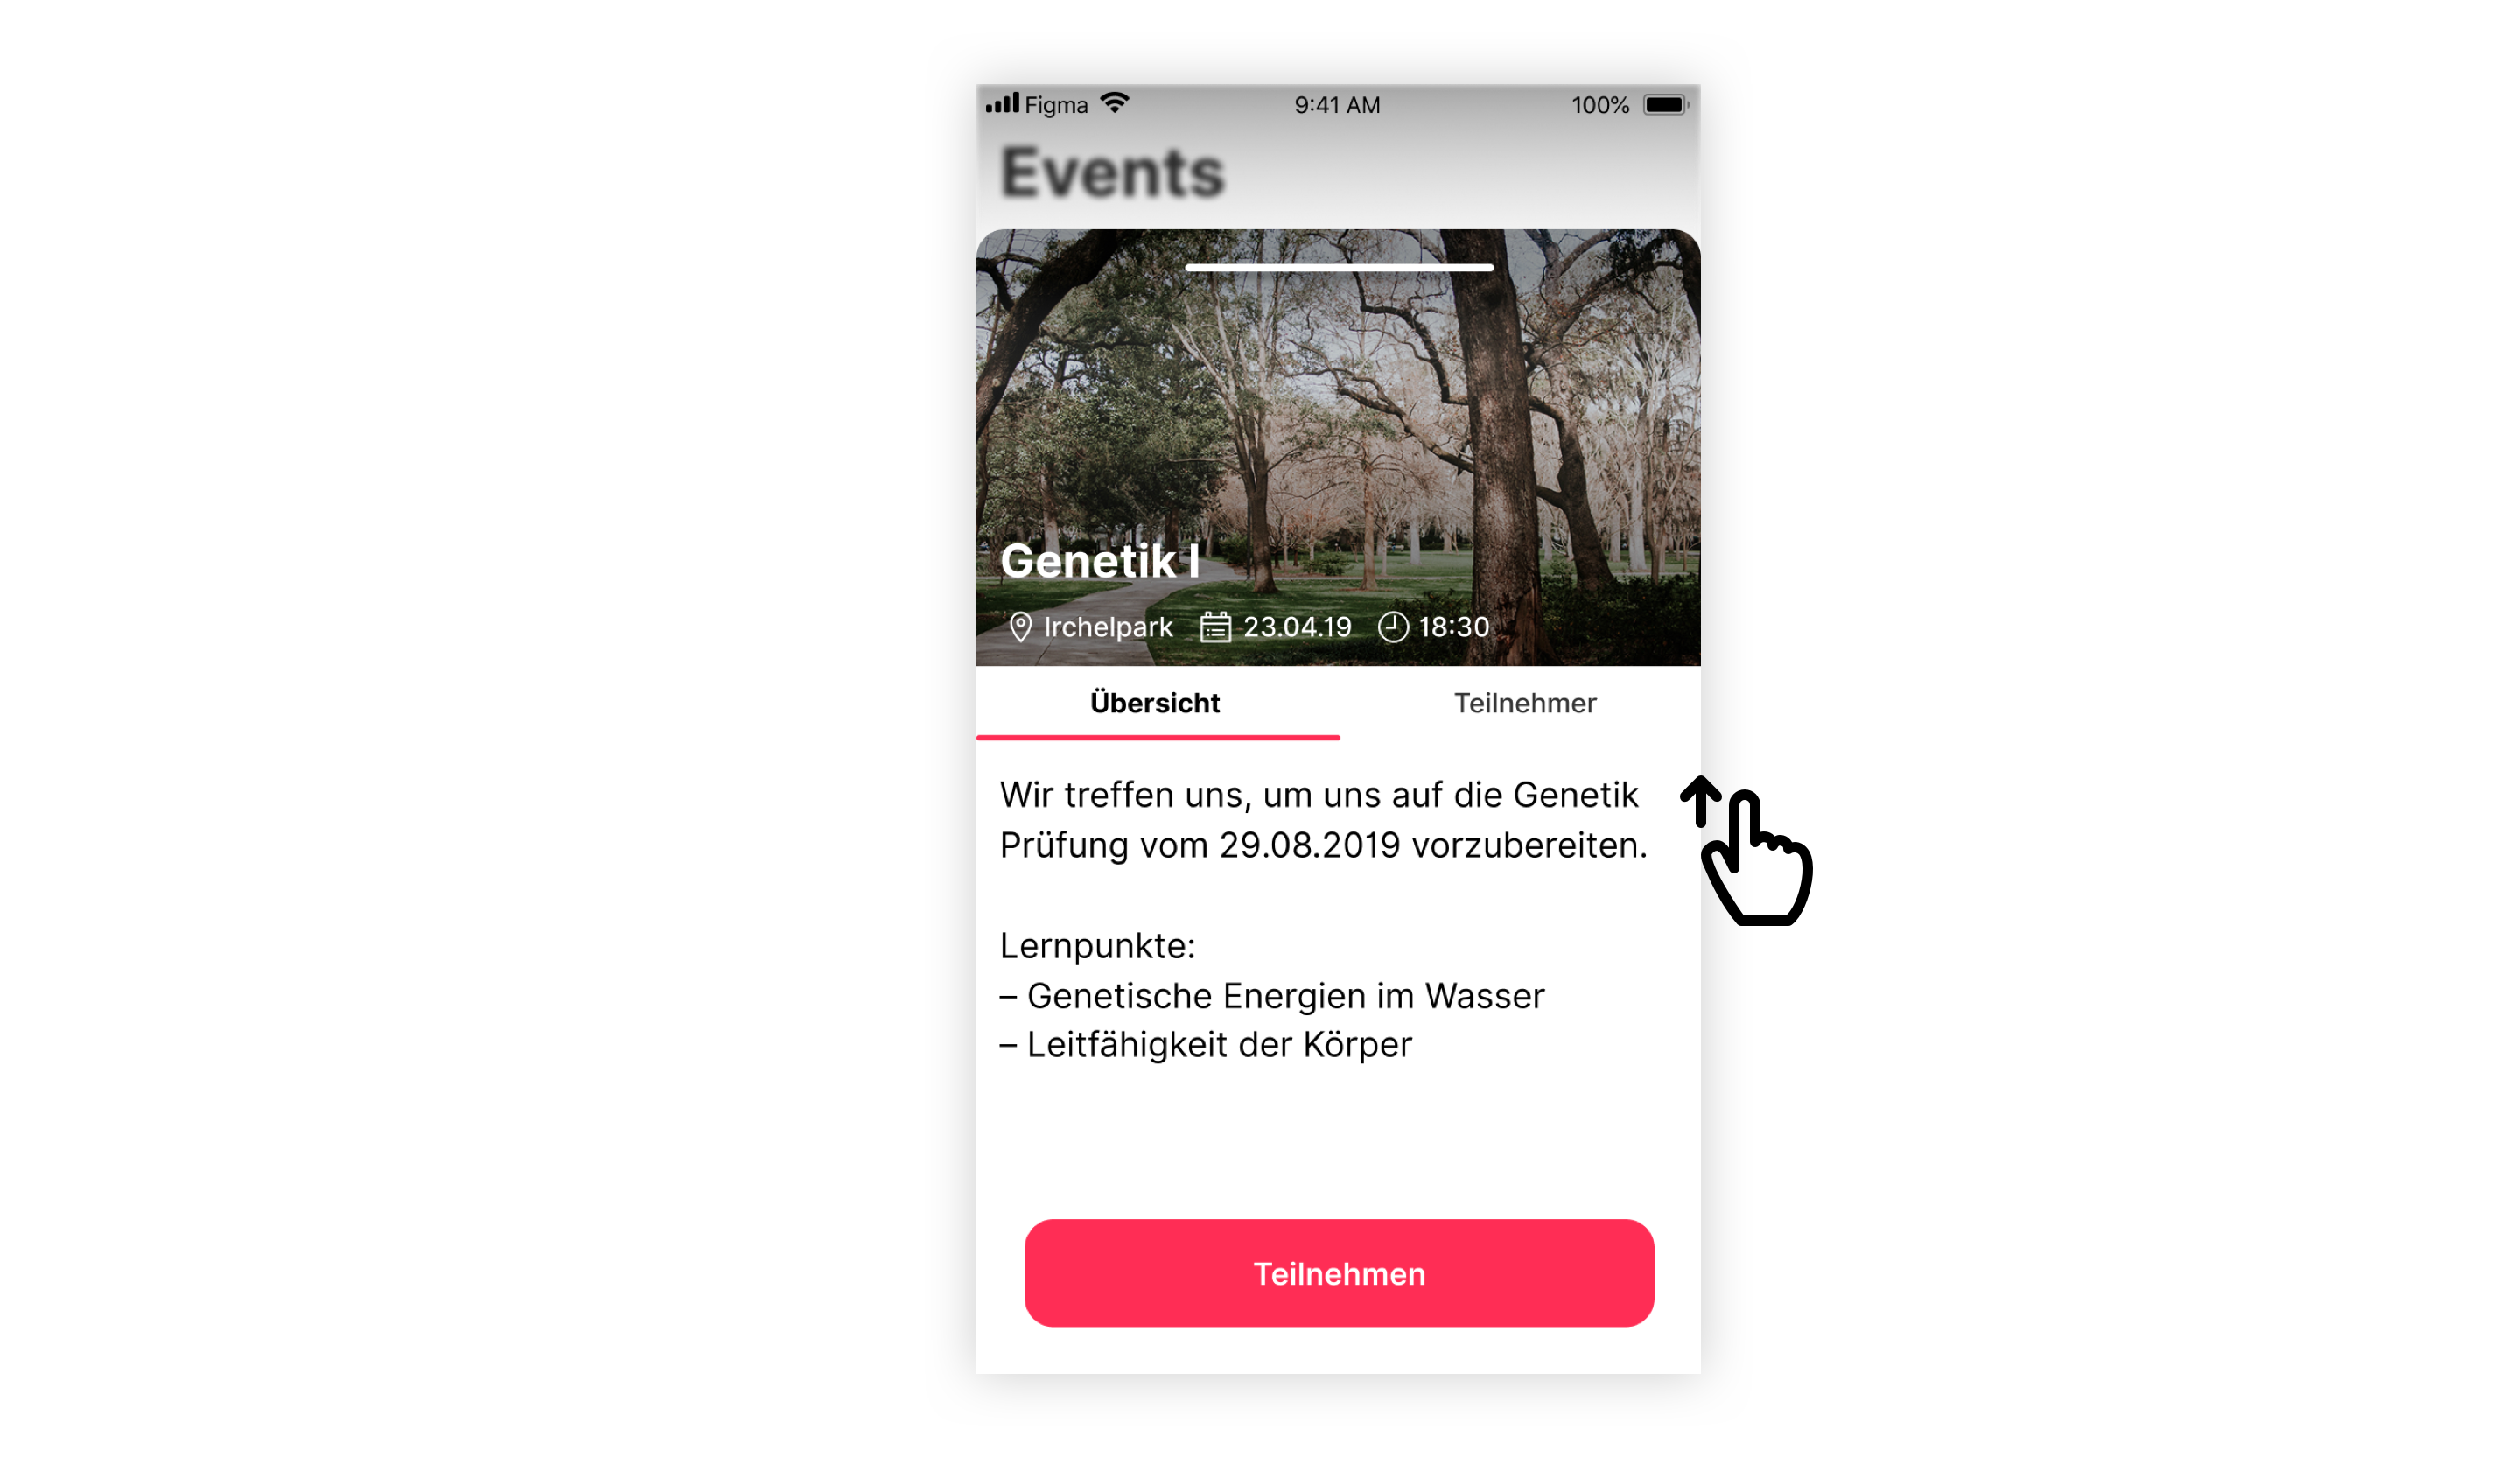 Figma 9:41 AM 100%
Events
Genetik I
Irchelpark 23.04.19 18:30
Übersicht Teilnehmer
Wir treffen uns, um uns auf die Genetik
Prüfung vom 29.08.2019 vorzubereiten.
Lernpunkte:
– Genetische Energien im Wasser
– Leitfähigkeit der Körper
Teilnehmen